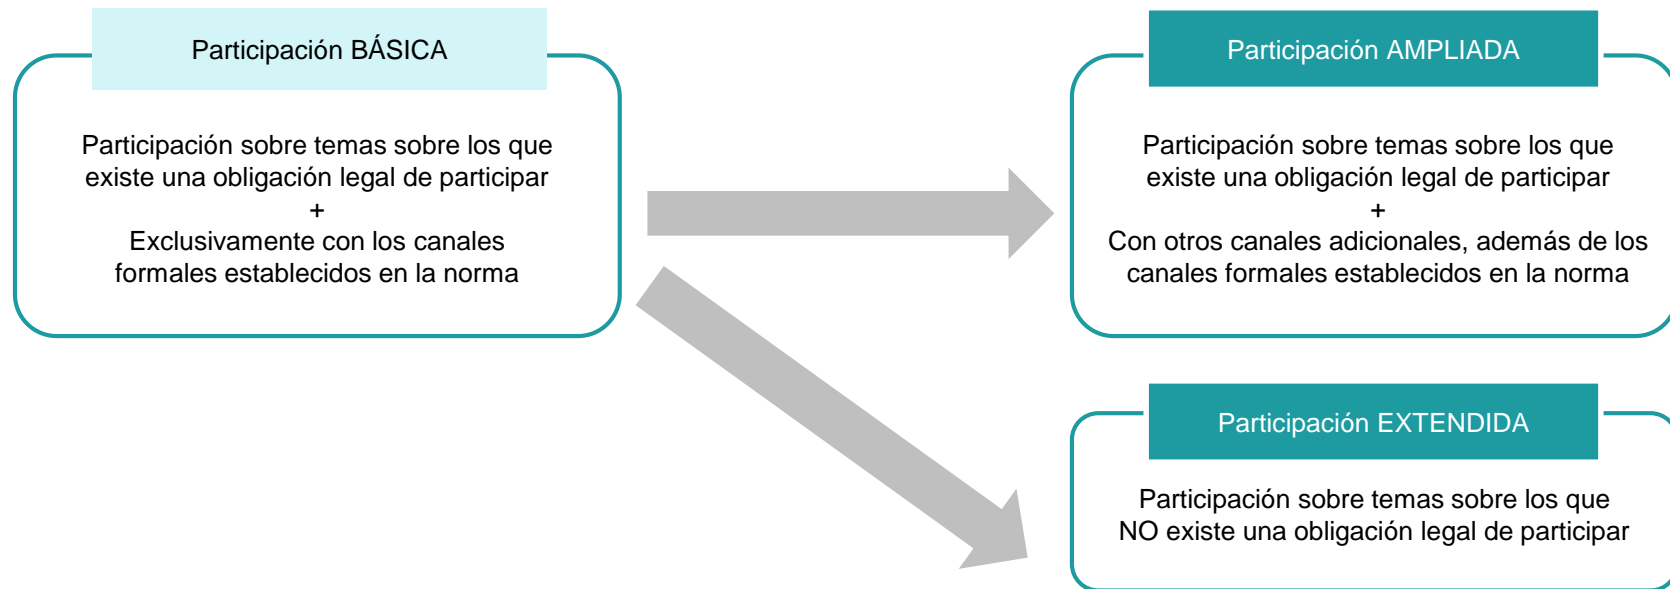 Participación BÁSICA
Participación sobre temas sobre los que
existe una obligación legal de participar
+
Exclusivamente con los canales
formales establecidos en la norma
Participación AMPLIADA
Participación sobre temas sobre los que
existe una obligación legal de participar
+
Con otros canales adicionales, además de los
canales formales establecidos en la norma
Participación EXTENDIDA
Participación sobre temas sobre los que
NO existe una obligación legal de participar